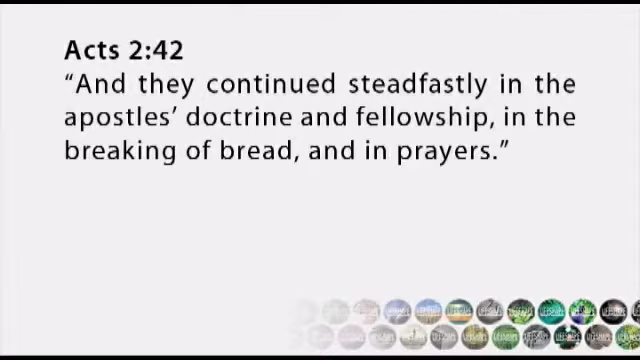 Acts 2:42
“And they continued steadfastly in the
apostles’ doctrine and fellowship, in the
breaking of bread, and in prayers.”